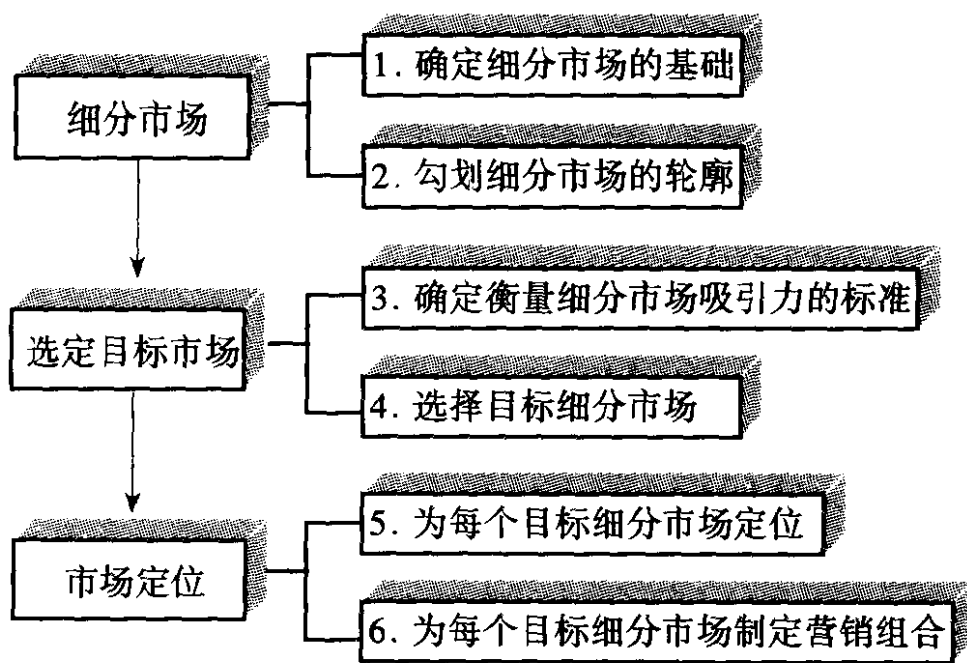 细分市场
1. 确定细分市场的基础
2. 勾划细分市场的轮廓
选定目标市场
3. 确定衡量细分市场吸引力的标准
4. 选择目标细分市场
市场定位
5. 为每个目标细分市场定位
6. 为每个目标细分市场制定营销组合